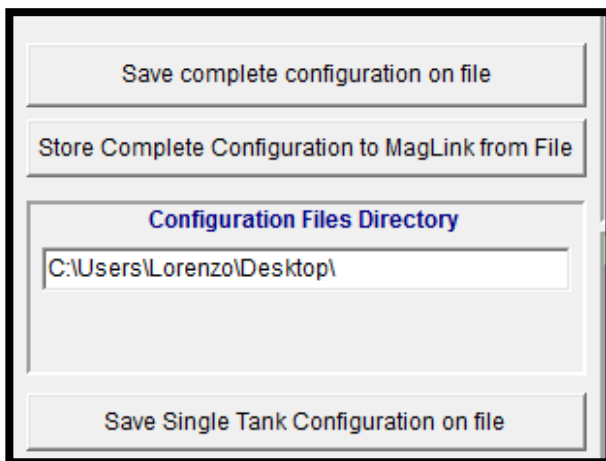 Save complete configuration on file
Store Complete Configuration to MagLink from File
Configuration Files Directory
C:\Users\Lorenzo\Desktop\
Save Single Tank Configuration on file